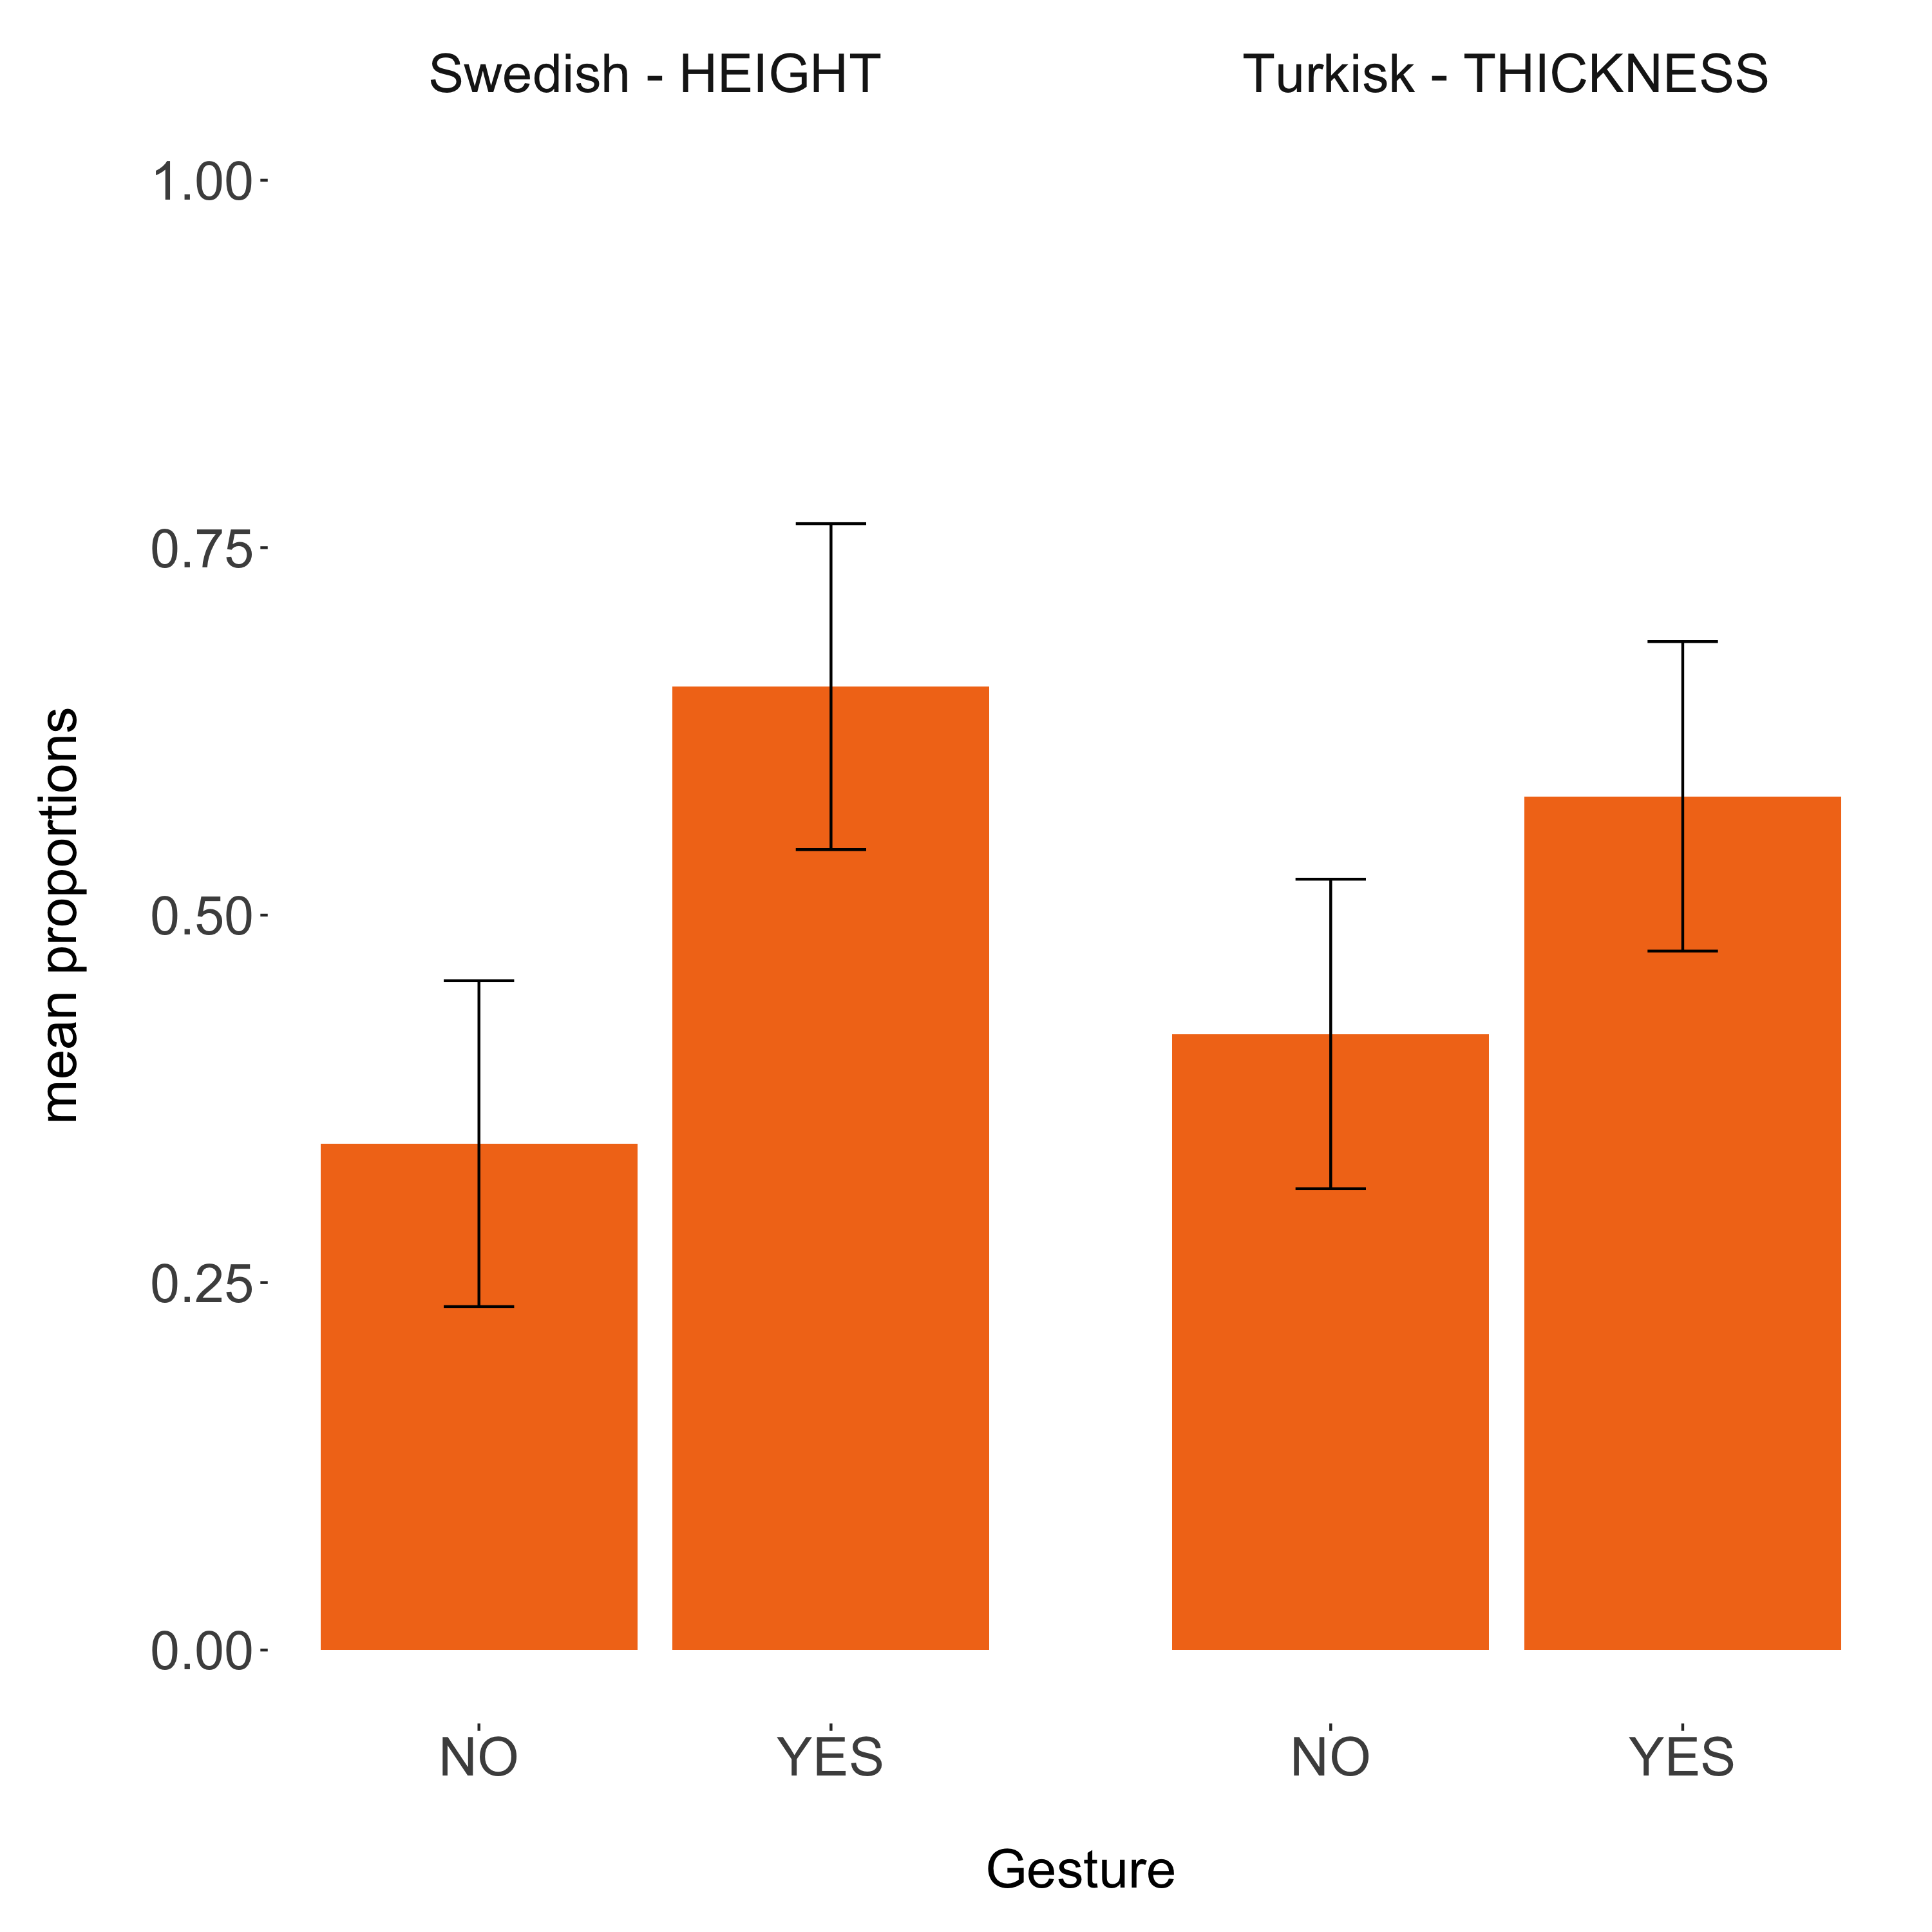 Swedish - HEIGHT
Turkisk - THICKNESS
1.00
0.75
0.50
0.25
0.00
mean proportions
NO
YES
NO
YES
Gesture